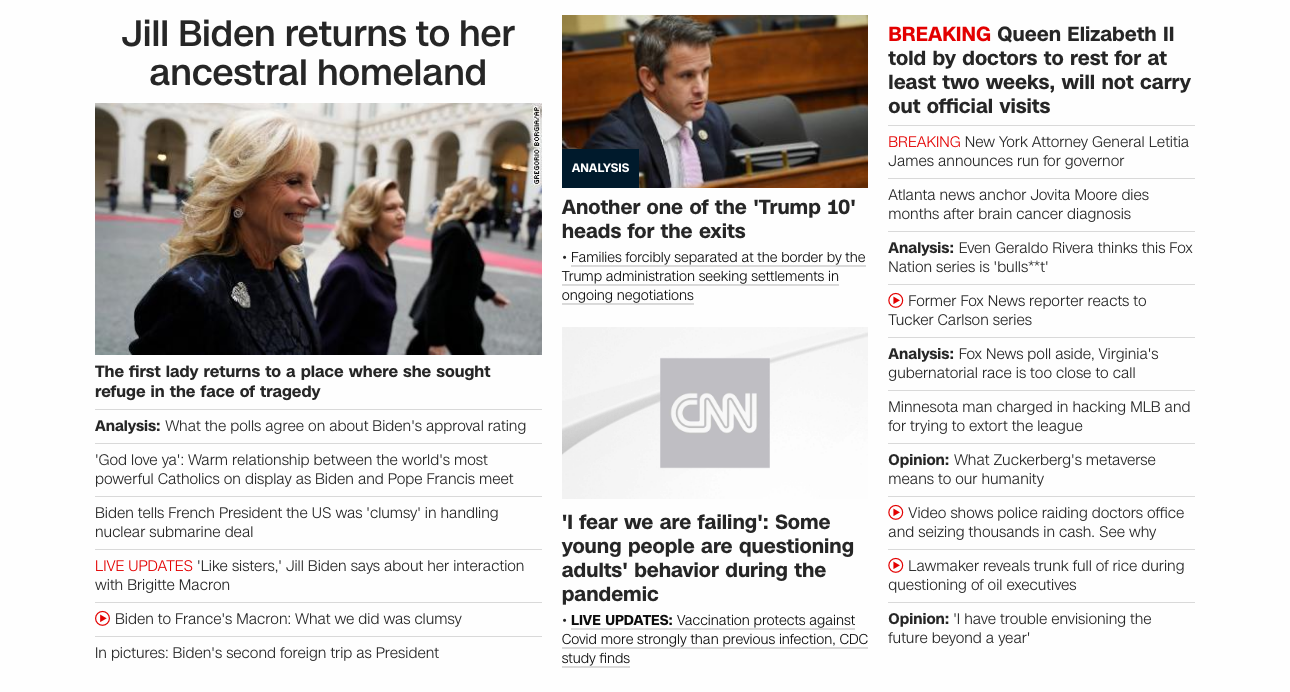 Jill Biden returns to her
ancestral homeland
GREGORIO BORGIA/AP
The first lady returns to a place where she sought
refuge in the face of tragedy
Analysis: What the polls agree on about Biden's approval rating
'God love ya': Warm relationship between the world's most
powerful Catholics on display as Biden and Pope Francis meet
Biden tells French President the US was 'clumsy' in handling
nuclear submarine deal
LIVE UPDATES 'Like sisters,' Jill Biden says about her interaction
with Brigitte Macron
Biden to France's Macron: What we did was clumsy
In pictures: Biden's second foreign trip as President
ANALYSIS
Another one of the 'Trump 10'
heads for the exits
• Families forcibly separated at the border by the
Trump administration seeking settlements in
ongoing negotiations
CNN
'I fear we are failing': Some
young people are questioning
adults' behavior during the
pandemic
• LIVE UPDATES: Vaccination protects against
Covid more strongly than previous infection, CDC
study finds
BREAKING Queen Elizabeth II
told by doctors to rest for at
least two weeks, will not carry
out official visits
BREAKING New York Attorney General Letitia
James announces run for governor
Atlanta news anchor Jovita Moore dies
months after brain cancer diagnosis
Analysis: Even Geraldo Rivera thinks this Fox
Nation series is 'bulls**t'
Former Fox News reporter reacts to
Tucker Carlson series
Analysis: Fox News poll aside, Virginia's
gubernatorial race is too close to call
Minnesota man charged in hacking MLB and
for trying to extort the league
Opinion: What Zuckerberg's metaverse
means to our humanity
Video shows police raiding doctors office
and seizing thousands in cash. See why
Lawmaker reveals trunk full of rice during
questioning of oil executives
Opinion: 'I have trouble envisioning the
future beyond a year'